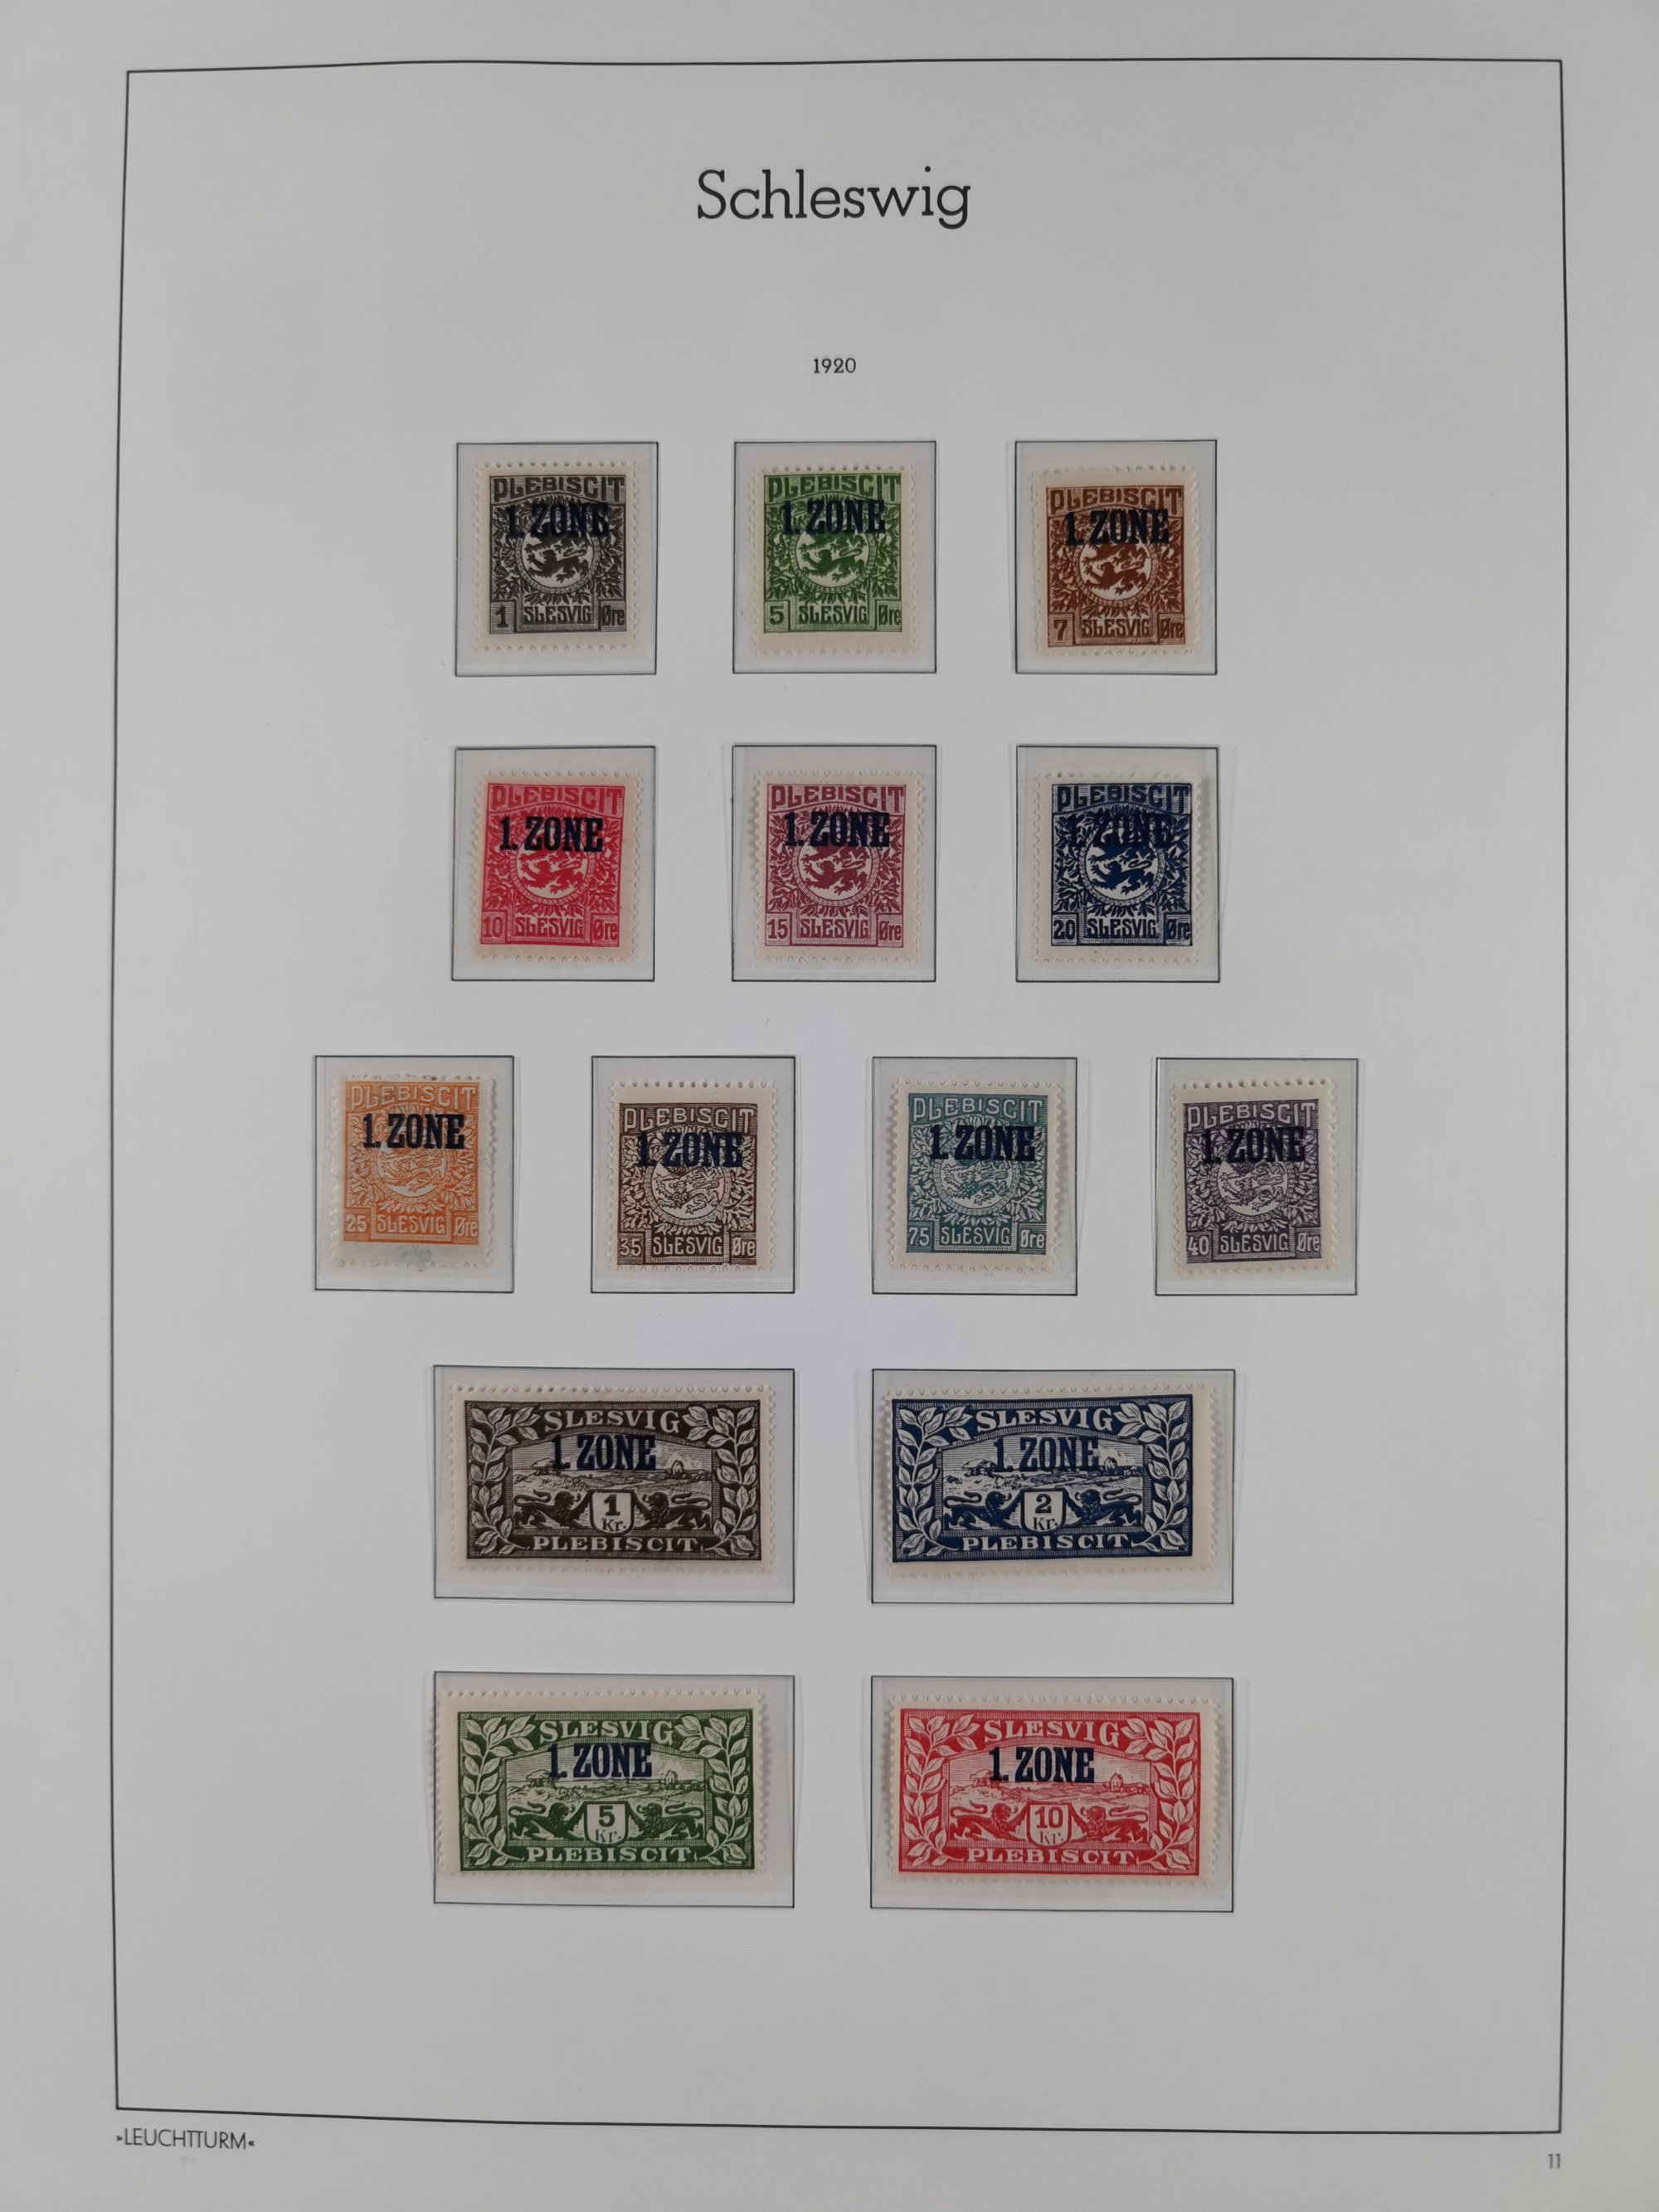 Schleswig
1920
PLEBISCIT
1. ZONE
1 SLESVIG Øre
PLEBISCIT
1. ZONE
5 SLESVIG Øre
PLEBISCIT
1. ZONE
7 SLESVIG Øre
PLEBISCIT
1. ZONE
10 SLESVIG Øre
PLEBISCIT
1. ZONE
15 SLESVIG Øre
PLEBISCIT
1. ZONE
20 SLESVIG Øre
PLEBISCIT
1. ZONE
25 SLESVIG Øre
PLEBISCIT
1. ZONE
35 SLESVIG Øre
PLEBISCIT
1. ZONE
75 SLESVIG Øre
PLEBISCIT
1. ZONE
40 SLESVIG Øre
SLESVIG
1. ZONE
1
Kr.
PLEBISCIT
SLESVIG
1. ZONE
2
Kr.
PLEBISCIT
SLESVIG
1. ZONE
5
Kr.
PLEBISCIT
SLESVIG
1. ZONE
10
Kr.
PLEBISCIT
»LEUCHTTURM«
11